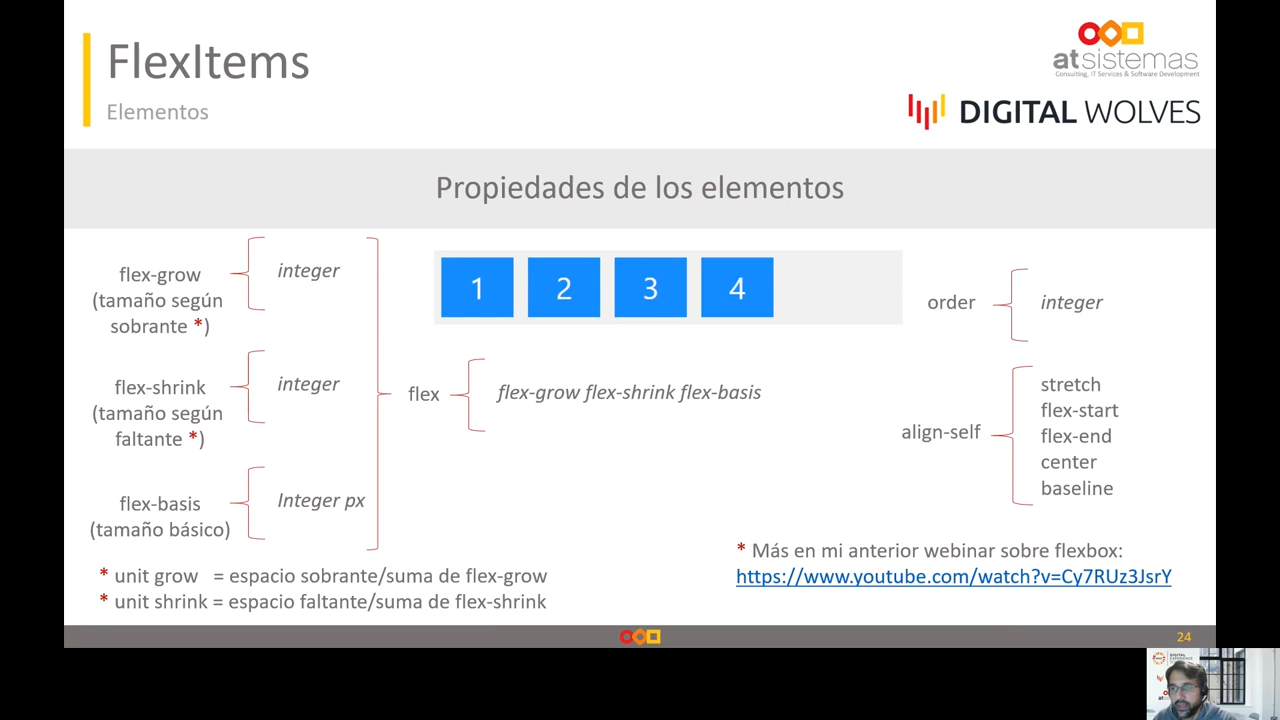 FlexItems
Elementos
atsistemas
Consulting, IT Services & Software Development
DIGITAL WOLVES
Propiedades de los elementos
flex-grow
(tamaño según
sobrante *)
integer
flex-shrink
(tamaño según
faltante *)
integer
flex-basis
(tamaño básico)
Integer px
flex
flex-grow flex-shrink flex-basis
1 2 3 4
order
integer
align-self
stretch
flex-start
flex-end
center
baseline
* unit grow = espacio sobrante/suma de flex-grow
* unit shrink = espacio faltante/suma de flex-shrink
* Más en mi anterior webinar sobre flexbox:
https://www.youtube.com/watch?v=Cy7RUz3JsrY
24